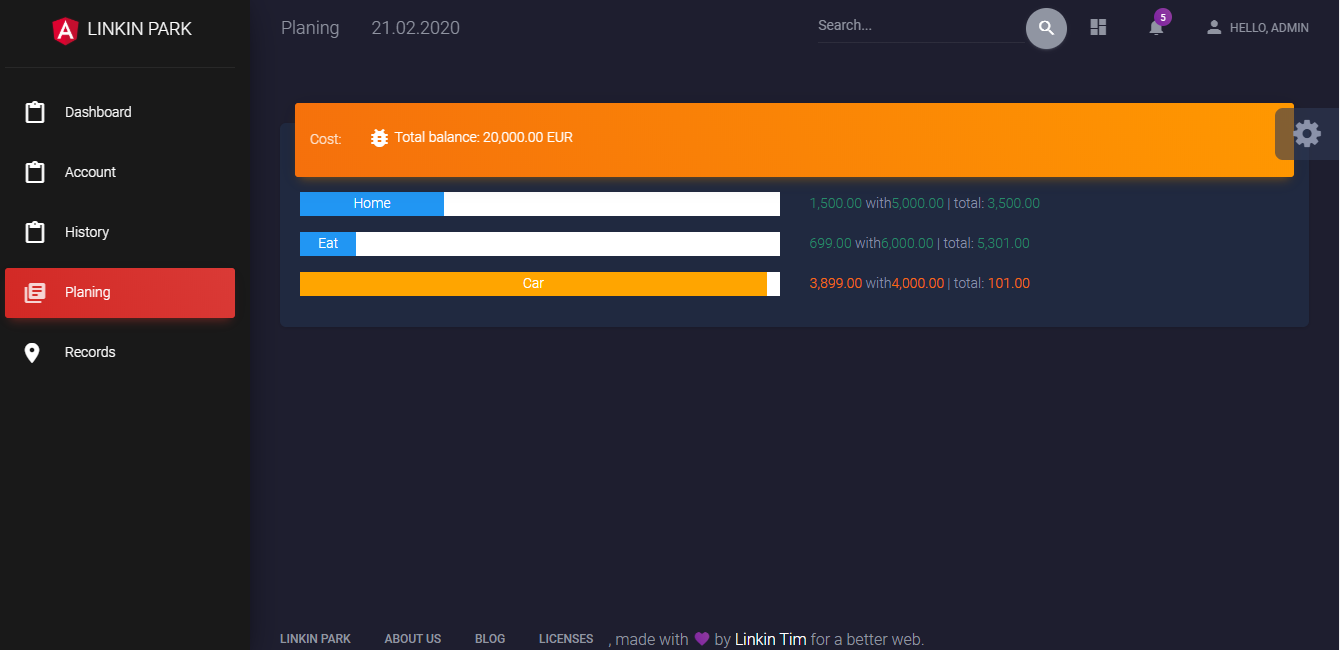 LINKIN PARK
Dashboard
Account
History
Planing
Records
Planing 21.02.2020 Search... 5 HELLO, ADMIN
Cost: Total balance: 20,000.00 EUR
Home 1,500.00 with5,000.00 | total: 3,500.00
Eat 699.00 with6,000.00 | total: 5,301.00
Car 3,899.00 with4,000.00 | total: 101.00
LINKIN PARK ABOUT US BLOG LICENSES , made with by Linkin Tim for a better web.